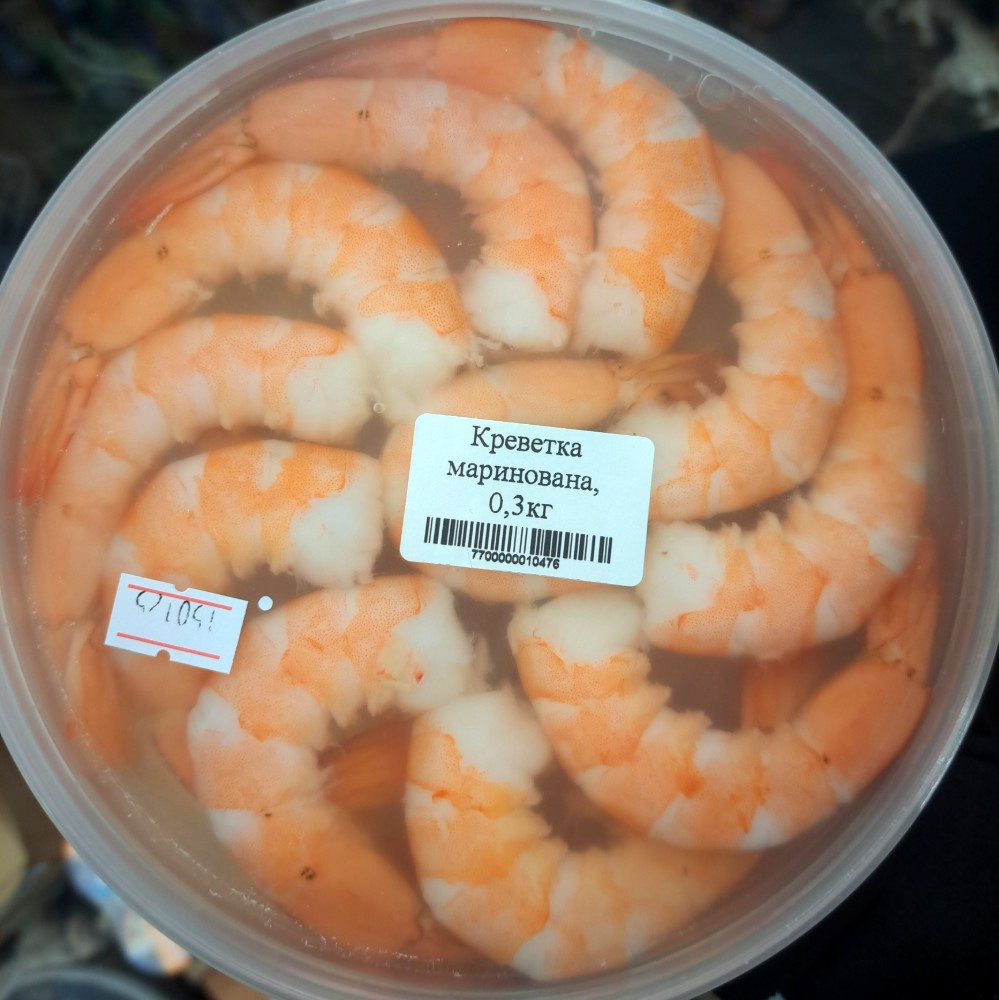 Креветка
маринована,
0,3кг
7700000010476